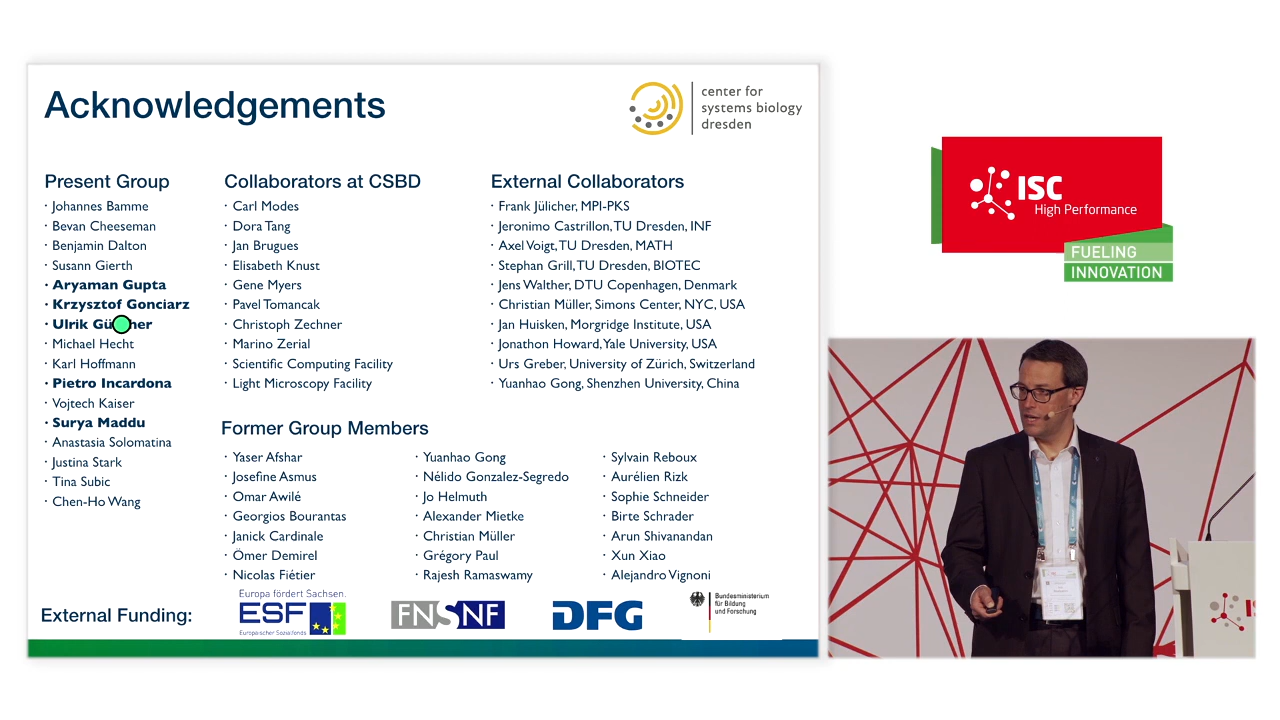 Acknowledgements
center for
systems biology
dresden
Present Group
· Johannes Bamme
· Bevan Cheeseman
· Benjamin Dalton
· Susann Gierth
· Aryaman Gupta
· Krzysztof Gonciarz
· Ulrik Gü her
· Michael Hecht
· Karl Hoffmann
· Pietro Incardona
· Vojtech Kaiser
· Surya Maddu
· Anastasia Solomatina
· Justina Stark
· Tina Subic
· Chen-Ho Wang
Collaborators at CSBD
· Carl Modes
· Dora Tang
· Jan Brugues
· Elisabeth Knust
· Gene Myers
· Pavel Tomancak
· Christoph Zechner
· Marino Zerial
· Scientific Computing Facility
· Light Microscopy Facility
External Collaborators
· Frank Jülicher, MPI-PKS
· Jeronimo Castrillon, TU Dresden, INF
· Axel Voigt, TU Dresden, MATH
· Stephan Grill, TU Dresden, BIOTEC
· Jens Walther, DTU Copenhagen, Denmark
· Christian Müller, Simons Center, NYC, USA
· Jan Huisken, Morgridge Institute, USA
· Jonathon Howard, Yale University, USA
· Urs Greber, University of Zürich, Switzerland
· Yuanhao Gong, Shenzhen University, China
Former Group Members
· Yaser Afshar
· Josefine Asmus
· Omar Awilé
· Georgios Bourantas
· Janick Cardinale
· Ömer Demirel
· Nicolas Fiétier
· Yuanhao Gong
· Nélido Gonzalez-Segredo
· Jo Helmuth
· Alexander Mietke
· Christian Müller
· Grégory Paul
· Rajesh Ramaswamy
· Sylvain Reboux
· Aurélien Rizk
· Sophie Schneider
· Birte Schrader
· Arun Shivanandan
· Xun Xiao
· Alejandro Vignoni
External Funding:
Europa fördert Sachsen.
ESF
Europäischer Sozialfonds
FNSNF
DFG
Bundesministerium
für Bildung
und Forschung
ISC
High Performance
FUELING
INNOVATION